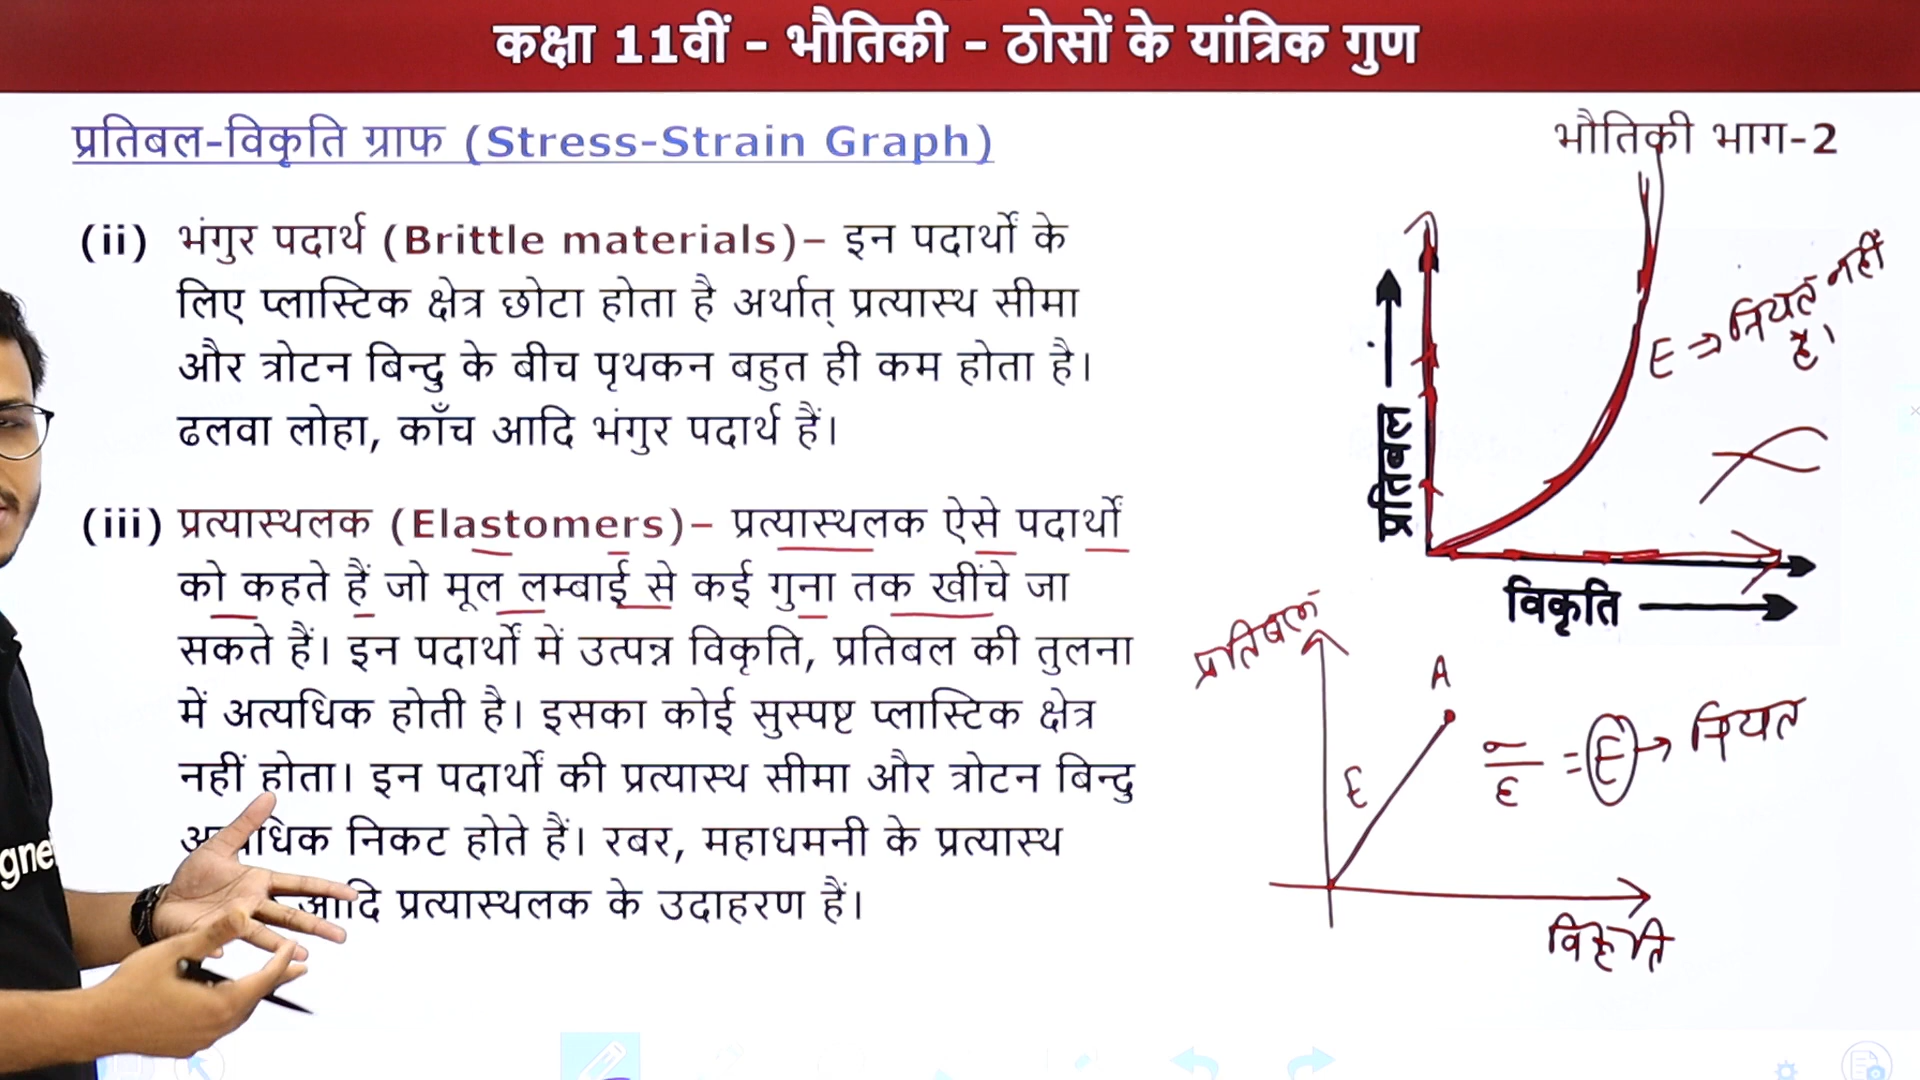 कक्षा 11वीं - भौतिकी - ठोसों के यांत्रिक गुण
प्रतिबल-विकृति ग्राफ (Stress-Strain Graph)
भौतिकी भाग-2
(ii) भंगुर पदार्थ (Brittle materials)– इन पदार्थों के
लिए प्लास्टिक क्षेत्र छोटा होता है अर्थात् प्रत्यास्थ सीमा
और त्रोटन बिन्दु के बीच पृथकन बहुत ही कम होता है।
ढलवा लोहा, काँच आदि भंगुर पदार्थ हैं।
(iii) प्रत्यास्थलक (Elastomers)– प्रत्यास्थलक ऐसे पदार्थो
को कहते हैं जो मूल लम्बाई से कई गुना तक खींचे जा
सकते हैं। इन पदार्थों में उत्पन्न विकृति, प्रतिबल की तुलना
में अत्यधिक होती है। इसका कोई सुस्पष्ट प्लास्टिक क्षेत्र
नहीं होता। इन पदार्थों की प्रत्यास्थ सीमा और त्रोटन बिन्दु
निकट होते हैं। रबर, महाधमनी के प्रत्यास्थ
आदि प्रत्यास्थलक के उदाहरण हैं।
प्रतिबल
विकृति
E ⇒ नियत नहीं
है।
प्रतिबल
A
E
σ/ε = E → नियत
विकृति
gne